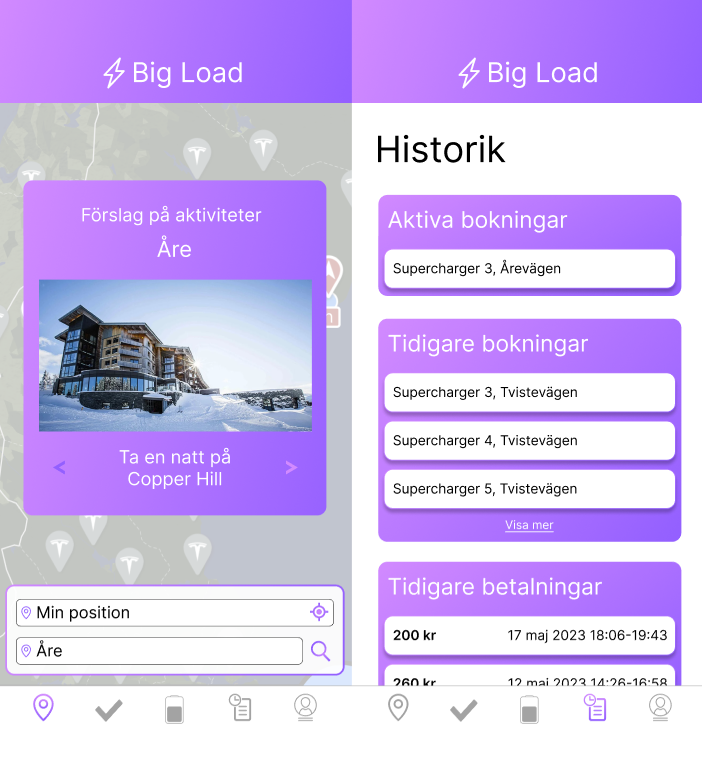 Big Load
Förslag på aktiviteter
Åre
Ta en natt på
Copper Hill
Min position
Åre
Big Load
Historik
Aktiva bokningar
Supercharger 3, Årevägen
Tidigare bokningar
Supercharger 3, Tvistevägen
Supercharger 4, Tvistevägen
Supercharger 5, Tvistevägen
Visa mer
Tidigare betalningar
200 kr 17 maj 2023 18:06-19:43
260 kr 12 maj 2023 14:26-16:58